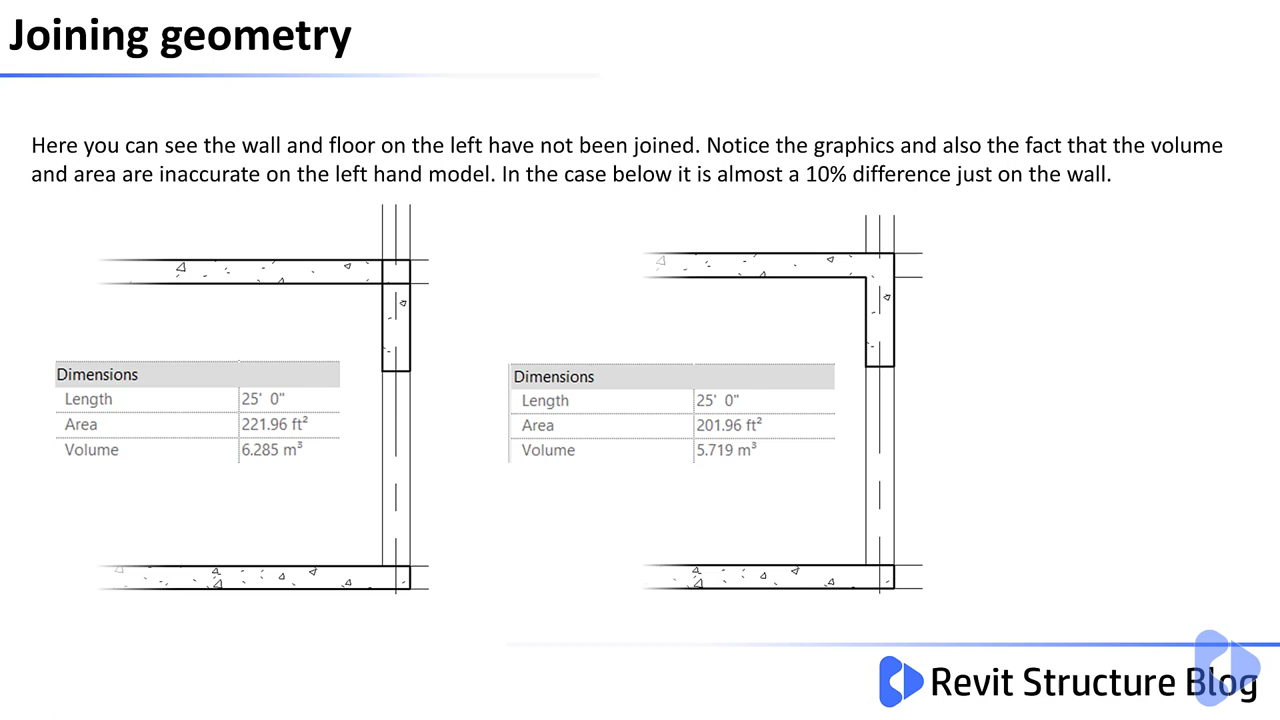 Joining geometry
Here you can see the wall and floor on the left have not been joined. Notice the graphics and also the fact that the volume
and area are inaccurate on the left hand model. In the case below it is almost a 10% difference just on the wall.
Dimensions
Length 25' 0"
Area 221.96 ft²
Volume 6.285 m³
Dimensions
Length 25' 0"
Area 201.96 ft²
Volume 5.719 m³
Revit Structure Blog